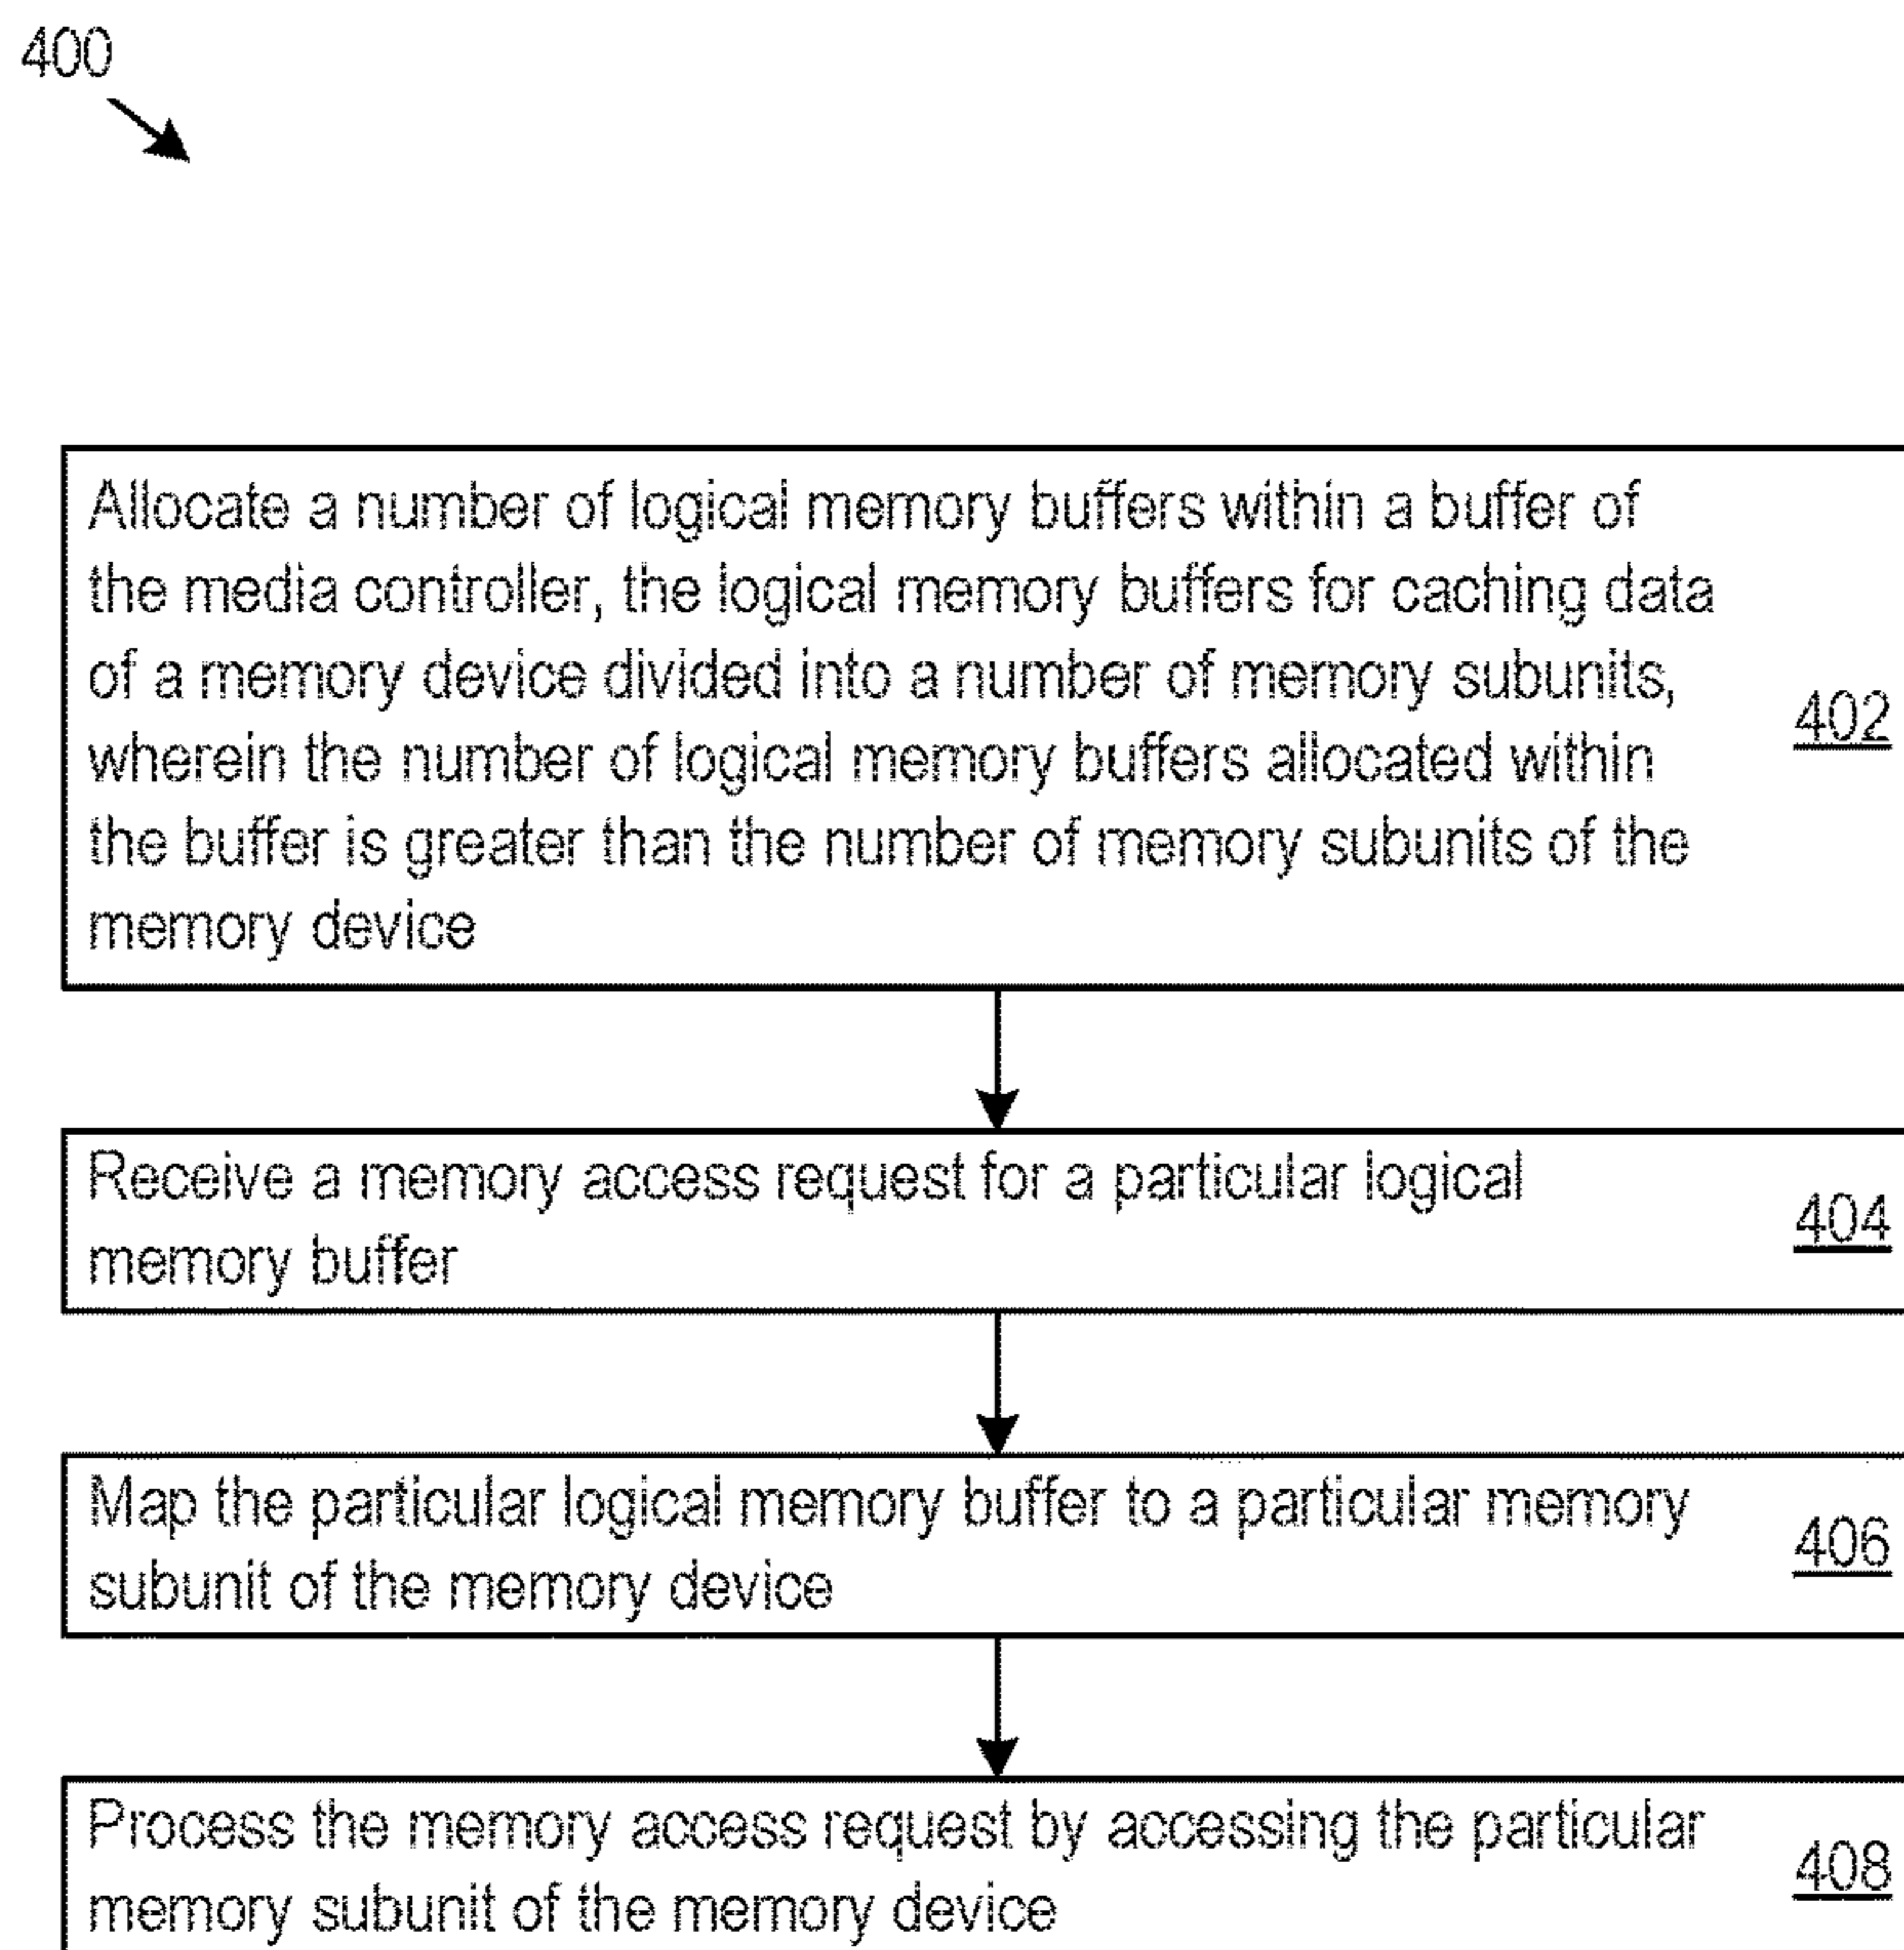 400
Allocate a number of logical memory buffers within a buffer of
the media controller, the logical memory buffers for caching data
of a memory device divided into a number of memory subunits,
wherein the number of logical memory buffers allocated within
the buffer is greater than the number of memory subunits of the
memory device
402
Receive a memory access request for a particular logical
memory buffer
404
Map the particular logical memory buffer to a particular memory
subunit of the memory device
406
Process the memory access request by accessing the particular
memory subunit of the memory device
408